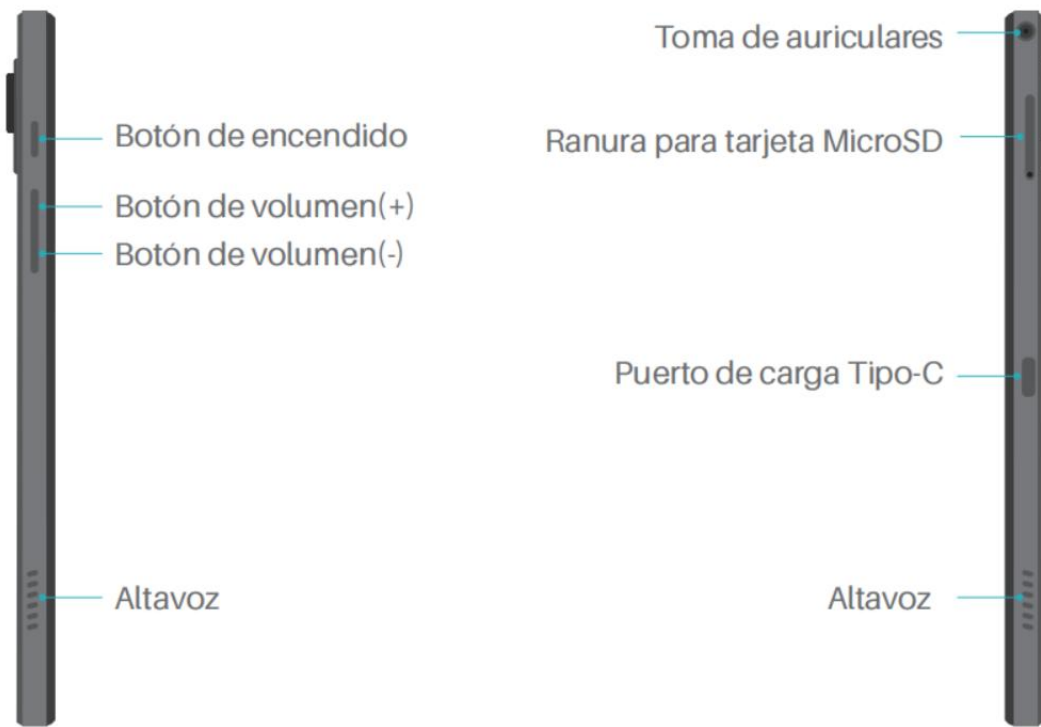 Botón de encendido
Botón de volumen(+)
Botón de volumen(-)
Altavoz
Toma de auriculares
Ranura para tarjeta MicroSD
Puerto de carga Tipo-C
Altavoz